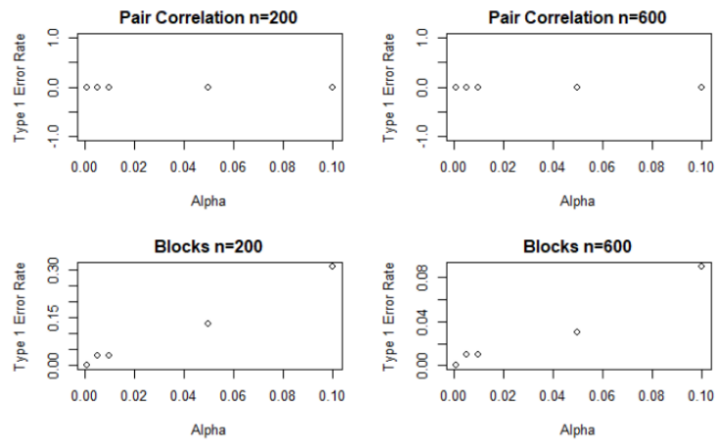 Pair Correlation n=200
Type 1 Error Rate
1.0
0.0
-1.0
0.00 0.02 0.04 0.06 0.08 0.10
Alpha
Pair Correlation n=600
Type 1 Error Rate
1.0
0.0
-1.0
0.00 0.02 0.04 0.06 0.08 0.10
Alpha
Blocks n=200
Type 1 Error Rate
0.30
0.15
0.00
0.00 0.02 0.04 0.06 0.08 0.10
Alpha
Blocks n=600
Type 1 Error Rate
0.08
0.04
0.00
0.00 0.02 0.04 0.06 0.08 0.10
Alpha